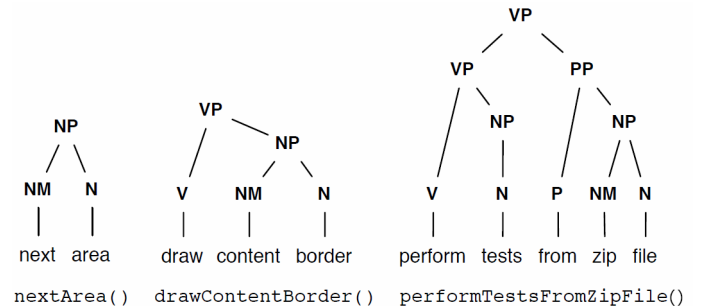 VP
VP PP
VP
NP NP NP
NP
NM N V NM N V N P NM N
next area draw content border perform tests from zip file
nextArea() drawContentBorder() performTestsFromZipFile()